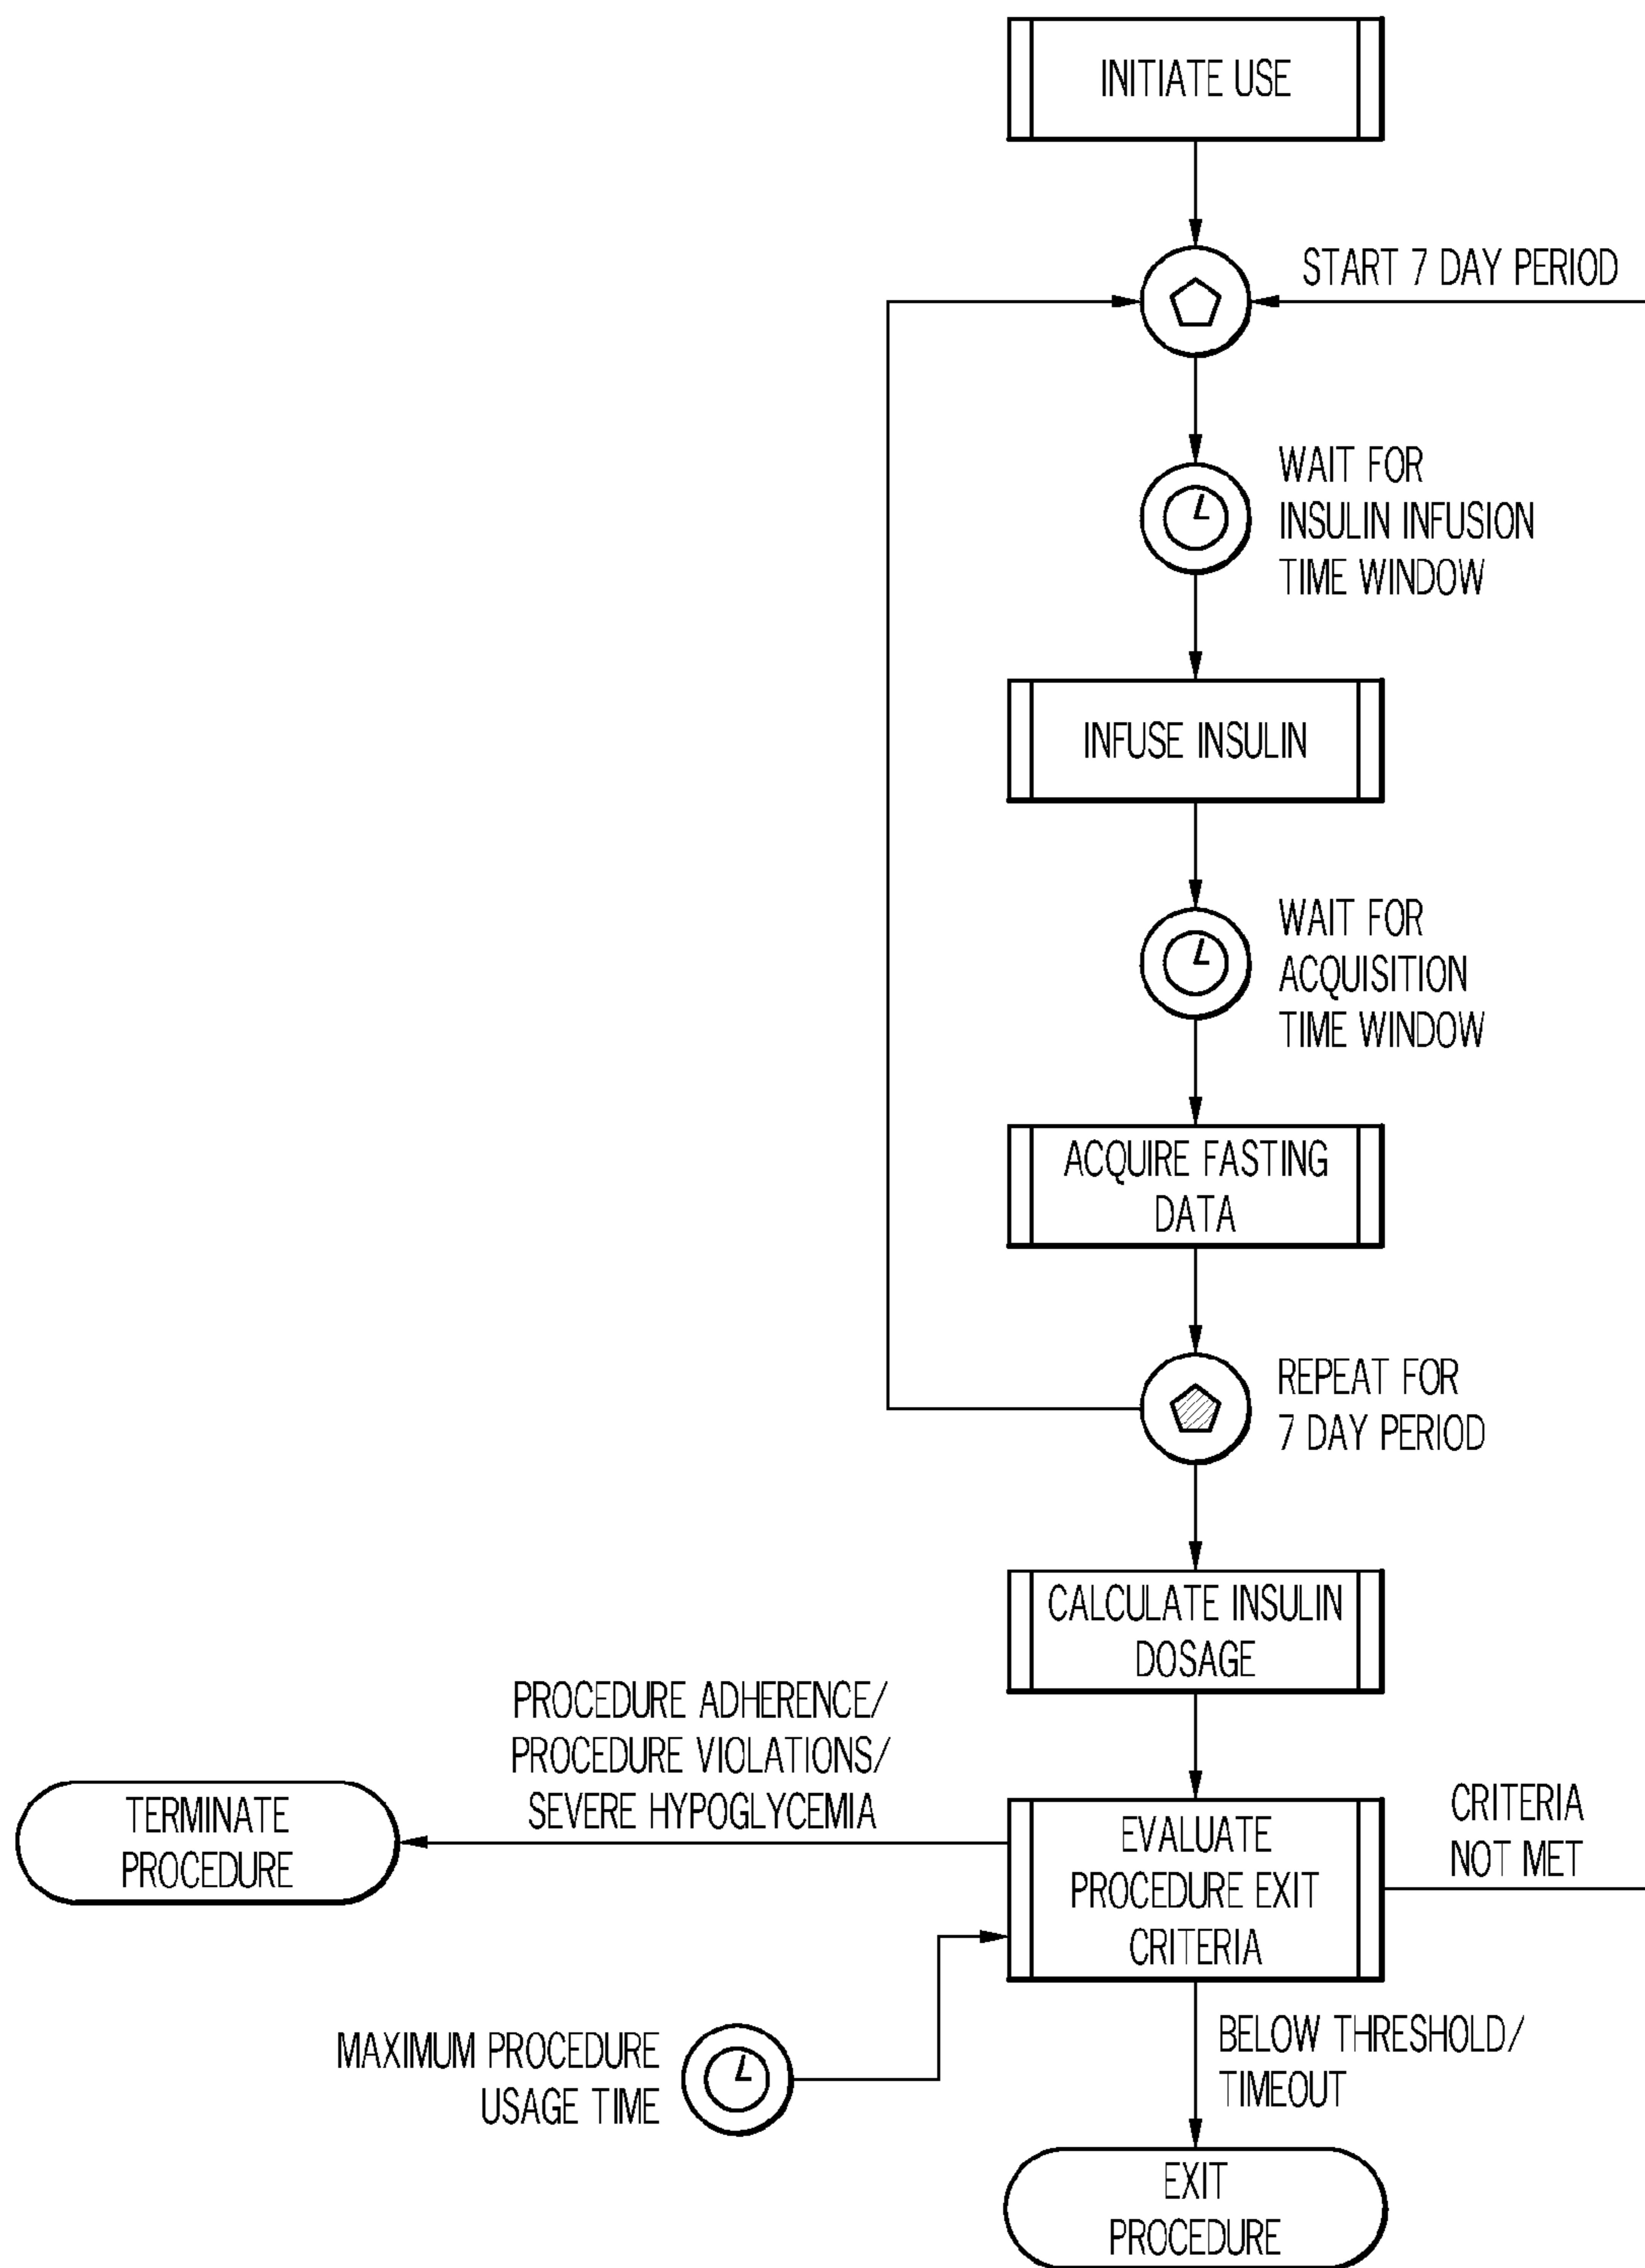 INITIATE USE
START 7 DAY PERIOD
WAIT FOR
INSULIN INFUSION
TIME WINDOW
INFUSE INSULIN
WAIT FOR
ACQUISITION
TIME WINDOW
ACQUIRE FASTING
DATA
REPEAT FOR
7 DAY PERIOD
CALCULATE INSULIN
DOSAGE
PROCEDURE ADHERENCE/
PROCEDURE VIOLATIONS/
SEVERE HYPOGLYCEMIA
TERMINATE
PROCEDURE
EVALUATE
PROCEDURE EXIT
CRITERIA
CRITERIA
NOT MET
MAXIMUM PROCEDURE
USAGE TIME
BELOW THRESHOLD/
TIMEOUT
EXIT
PROCEDURE